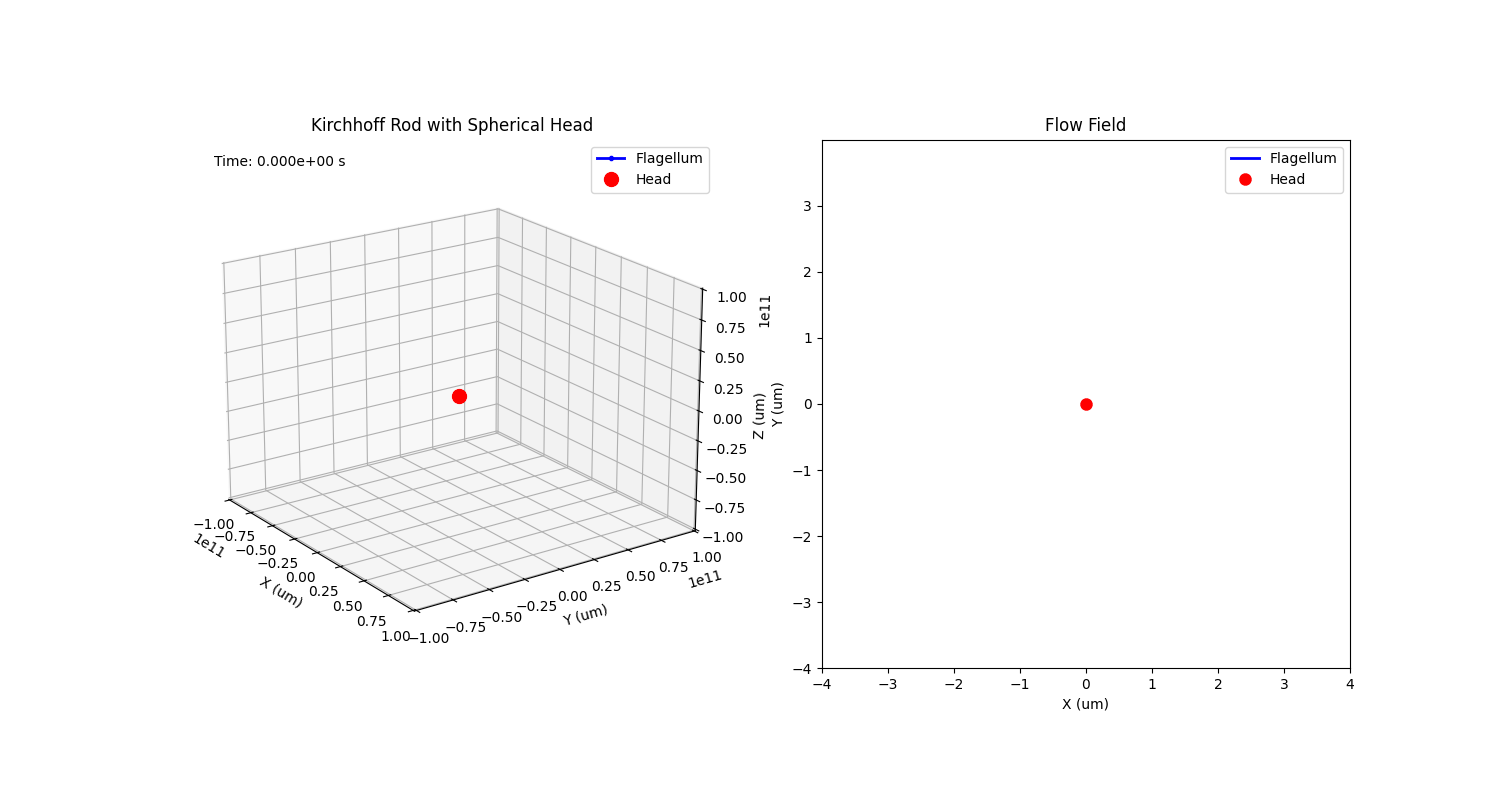 Kirchhoff Rod with Spherical Head
Time: 0.000e+00 s
Flagellum
Head
1.00
0.75
0.50
0.25
0.00
−0.25
−0.50
−0.75
−1.00
1e11
Z (um)
−1.00
−0.75
−0.50
−0.25
0.00
0.25
0.50
0.75
1.00
1e11
X (um)
−1.00
−0.75
−0.50
−0.25
0.00
0.25
0.50
0.75
1.00
1e11
Y (um)
Flow Field
Flagellum
Head
3
2
1
0
−1
−2
−3
−4
Y (um)
−4 −3 −2 −1 0 1 2 3 4
X (um)